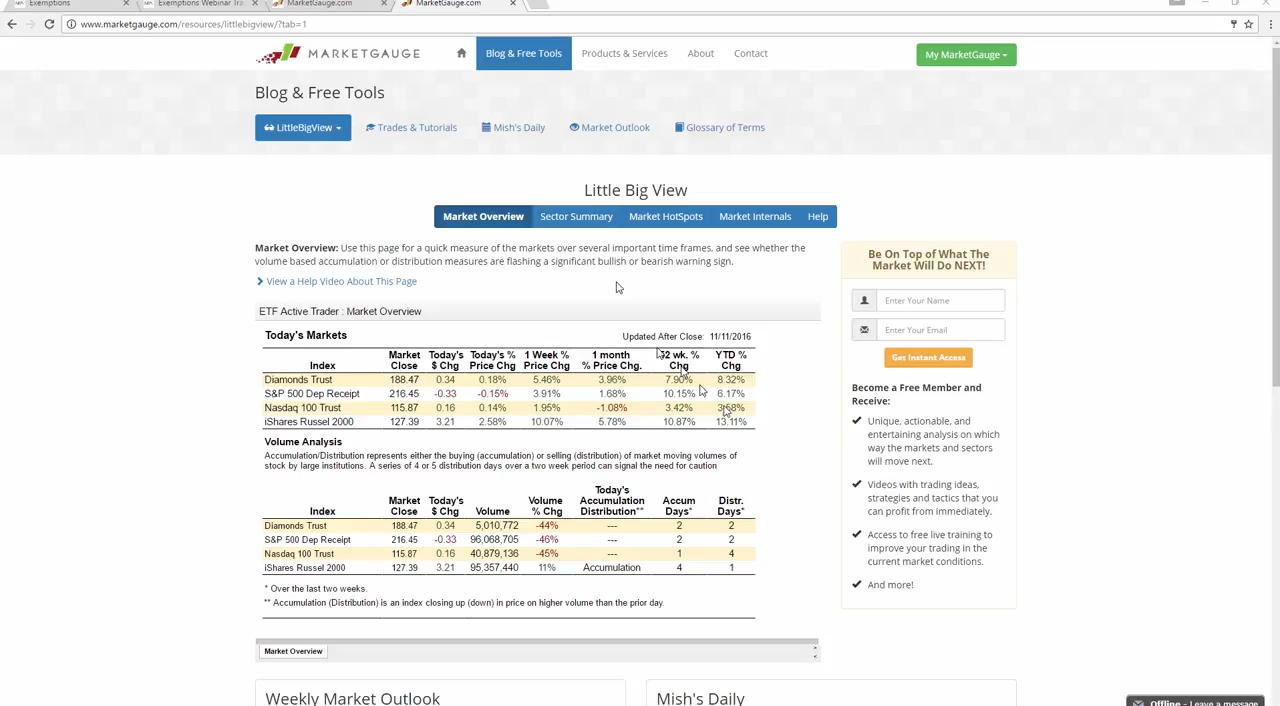 Exemptions
Exemptions Webinar Tra
MarketGauge.com
MarketGauge.com
www.marketgauge.com/resources/littlebigview/?tab=1
MARKETGAUGE
Blog & Free Tools
Products & Services
About
Contact
My MarketGauge
Blog & Free Tools
LittleBigView
Trades & Tutorials
Mish's Daily
Market Outlook
Glossary of Terms
Little Big View
Market Overview
Sector Summary
Market HotSpots
Market Internals
Help
Market Overview: Use this page for a quick measure of the markets over several important time frames, and see whether the
volume based accumulation or distribution measures are flashing a significant bullish or bearish warning sign.
View a Help Video About This Page
ETF Active Trader : Market Overview
Today's Markets
Updated After Close: 11/11/2016
Index Market Close Today's $ Chg Today's % Price Chg 1 Week % Price Chg 1 month % Price Chg. 52 wk. % Chg YTD % Chg
Diamonds Trust 188.47 0.34 0.18% 5.46% 3.96% 7.90% 8.32%
S&P 500 Dep Receipt 216.45 -0.33 -0.15% 3.91% 1.68% 10.15% 6.17%
Nasdaq 100 Trust 115.87 0.16 0.14% 1.95% -1.08% 3.42%
iShares Russel 2000 127.39 3.21 2.58% 10.07% 5.78% 10.87% 13.11%
Volume Analysis
Accumulation/Distribution represents either the buying (accumulation) or selling (distribution) of market moving volumes of
stock by large institutions. A series of 4 or 5 distribution days over a two week period can signal the need for caution
Index Market Close Today's $ Chg Volume Volume % Chg Today's Accumulation Distribution** Accum Days* Distr. Days*
Diamonds Trust 188.47 0.34 5,010,772 -44% --- 2 2
S&P 500 Dep Receipt 216.45 -0.33 96,068,705 -46% --- 2 2
Nasdaq 100 Trust 115.87 0.16 40,879,136 -45% --- 1 4
iShares Russel 2000 127.39 3.21 95,357,440 11% Accumulation 4 1
* Over the last two weeks.
** Accumulation (Distribution) is an index closing up (down) in price on higher volume than the prior day.
Market Overview
Weekly Market Outlook
Mish's Daily
Be On Top of What The
Market Will Do NEXT!
Enter Your Name
Enter Your Email
Get Instant Access
Become a Free Member and
Receive:
Unique, actionable, and
entertaining analysis on which
way the markets and sectors
will move next.
Videos with trading ideas,
strategies and tactics that you
can profit from immediately.
Access to free live training to
improve your trading in the
current market conditions.
And more!
Offline - Leave a message